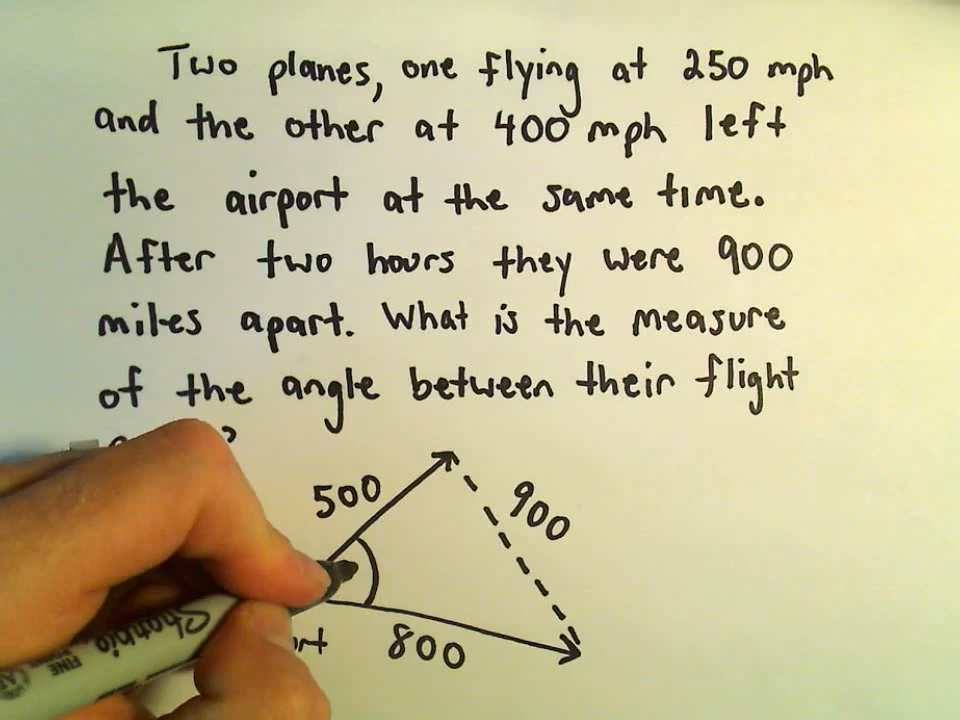 Two planes, one flying at 250 mph
and the other at 400 mph left
the airport at the same time.
After two hours they were 900
miles apart. What is the measure
of the angle between their flight
?
500
900
800
Sharpie
FINE